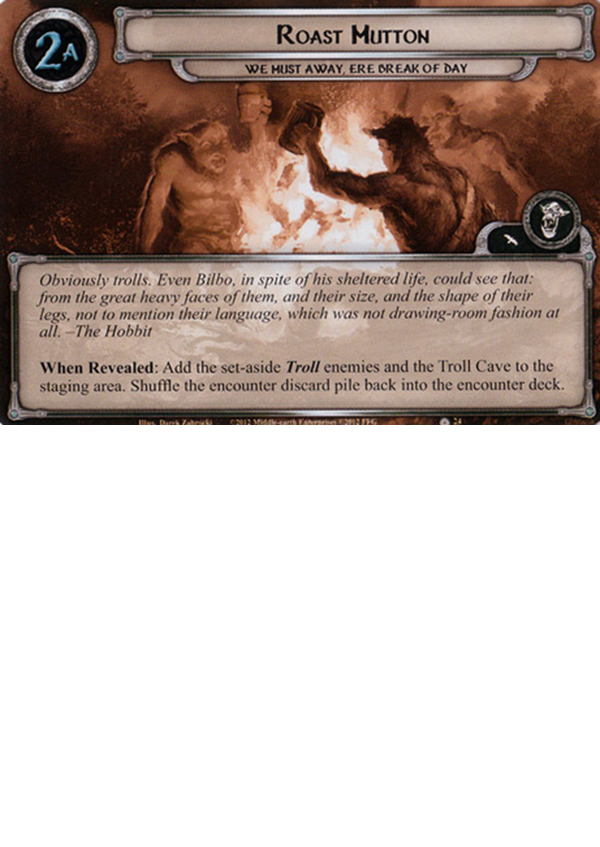 2A
ROAST MUTTON
WE MUST AWAY, ERE BREAK OF DAY
Obviously trolls. Even Bilbo, in spite of his sheltered life, could see that:
from the great heavy faces of them, and their size, and the shape of their
legs, not to mention their language, which was not drawing-room fashion at
all. –The Hobbit
When Revealed: Add the set-aside Troll enemies and the Troll Cave to the
staging area. Shuffle the encounter discard pile back into the encounter deck.
Illus. Darek Zabrocki ©2012 Middle-earth Enterprises ©2012 FFG 24